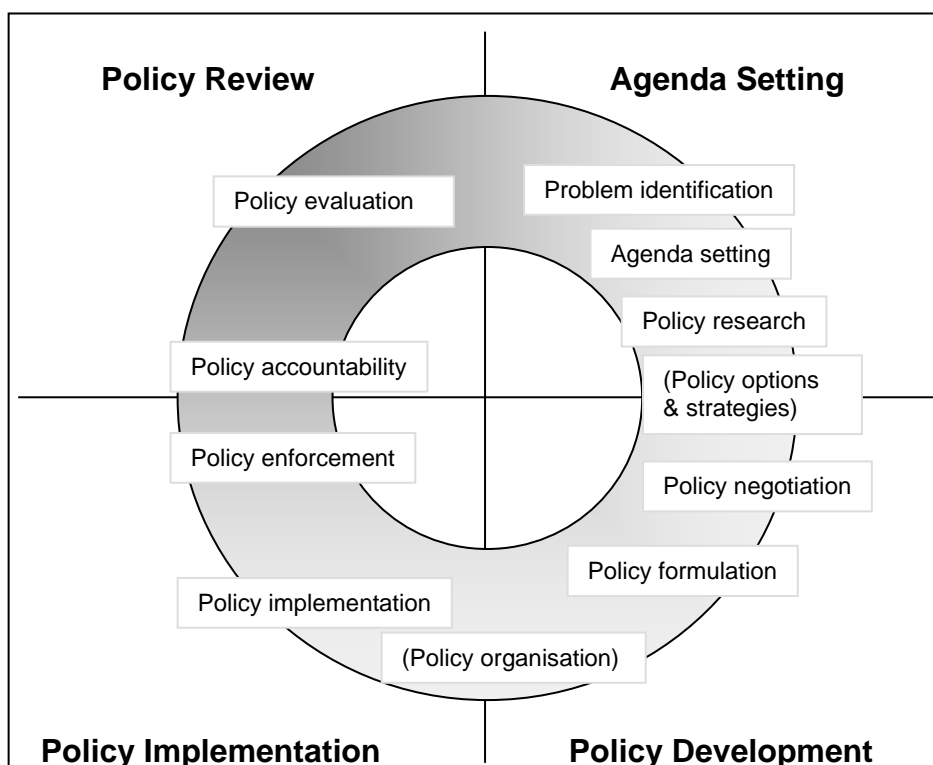 Policy Review
Agenda Setting
Problem identification
Policy evaluation
Agenda setting
Policy research
Policy accountability
(Policy options
& strategies)
Policy enforcement
Policy negotiation
Policy formulation
Policy implementation
(Policy organisation)
Policy Implementation
Policy Development